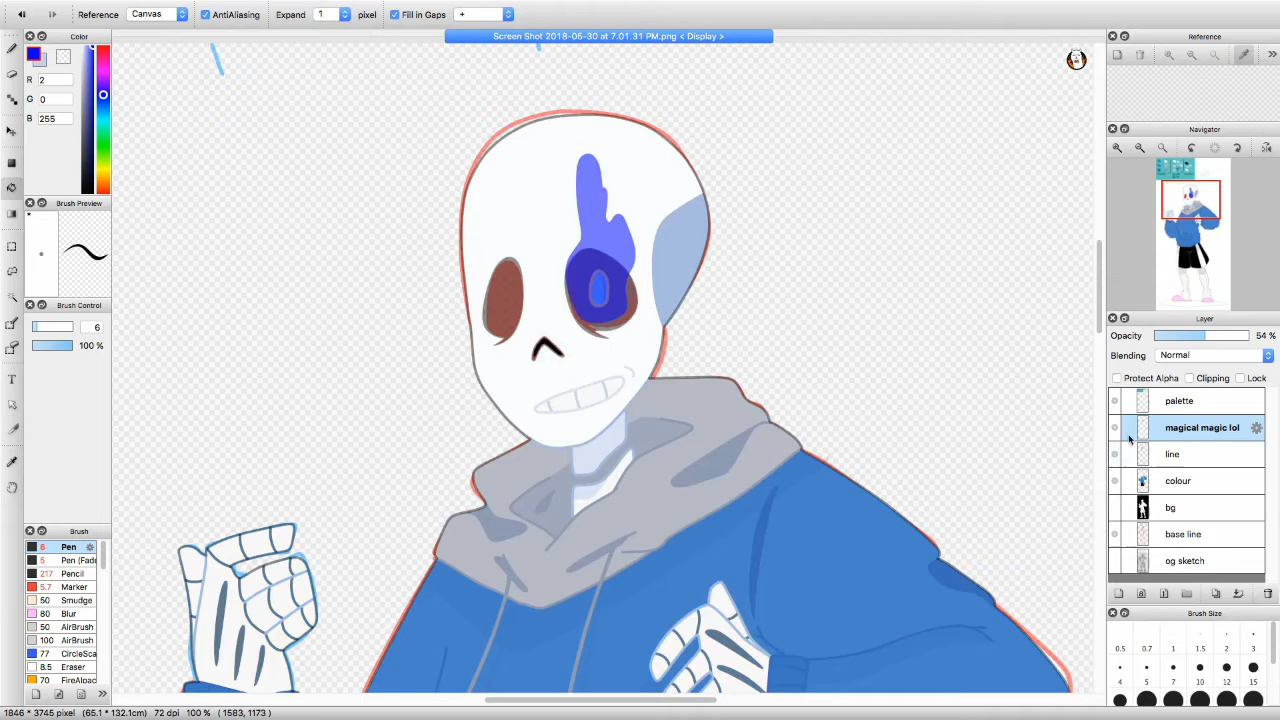 Reference Canvas AntiAliasing Expand 1 pixel Fill in Gaps +
Color
Screen Shot 2018-05-30 at 7.01.31 PM.png < Display >
Reference
R 2
G 0
B 255
Navigator
Brush Preview
*
Brush Control
6
100 %
Layer
Opacity 54 %
Blending Normal
Protect Alpha Clipping Lock
palette
magical magic lol
line
colour
bg
base line
og sketch
Brush
6 Pen
5 Pen (Fade
217 Pencil
5.7 Marker
50 Smudge
80 Blur
50 AirBrush
100 AirBrush
77 CircleSca
8.5 Eraser
70 FireAloga
Brush Size
0.5 0.7 1 1.5 2 3
4 5 7 10 12 15
1846 * 3745 pixel (65.1 * 132.1cm) 72 dpi 100 % ( 1583, 1173 )